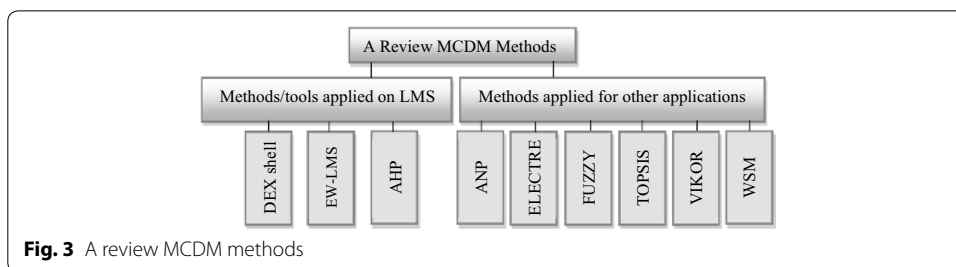 A Review MCDM Methods
Methods/tools applied on LMS
Methods applied for other applications
DEX shell
EW-LMS
AHP
ANP
ELECTRE
FUZZY
TOPSIS
VIKOR
WSM
Fig. 3 A review MCDM methods